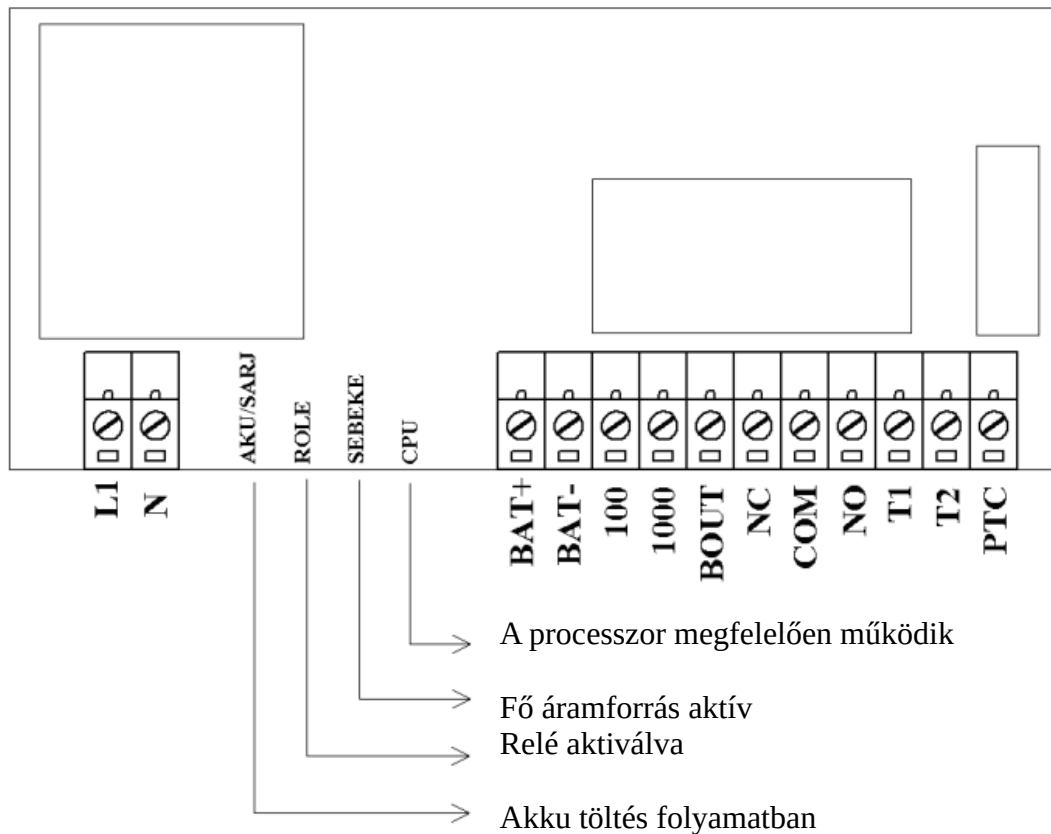 AKU/SARJ
ROLE
SEBEKE
CPU
L1
N
BAT+
BAT-
100
1000
BOUT
NC
COM
NO
T1
T2
PTC
A processzor megfelelően működik
Fő áramforrás aktív
Relé aktiválva
Akku töltés folyamatban